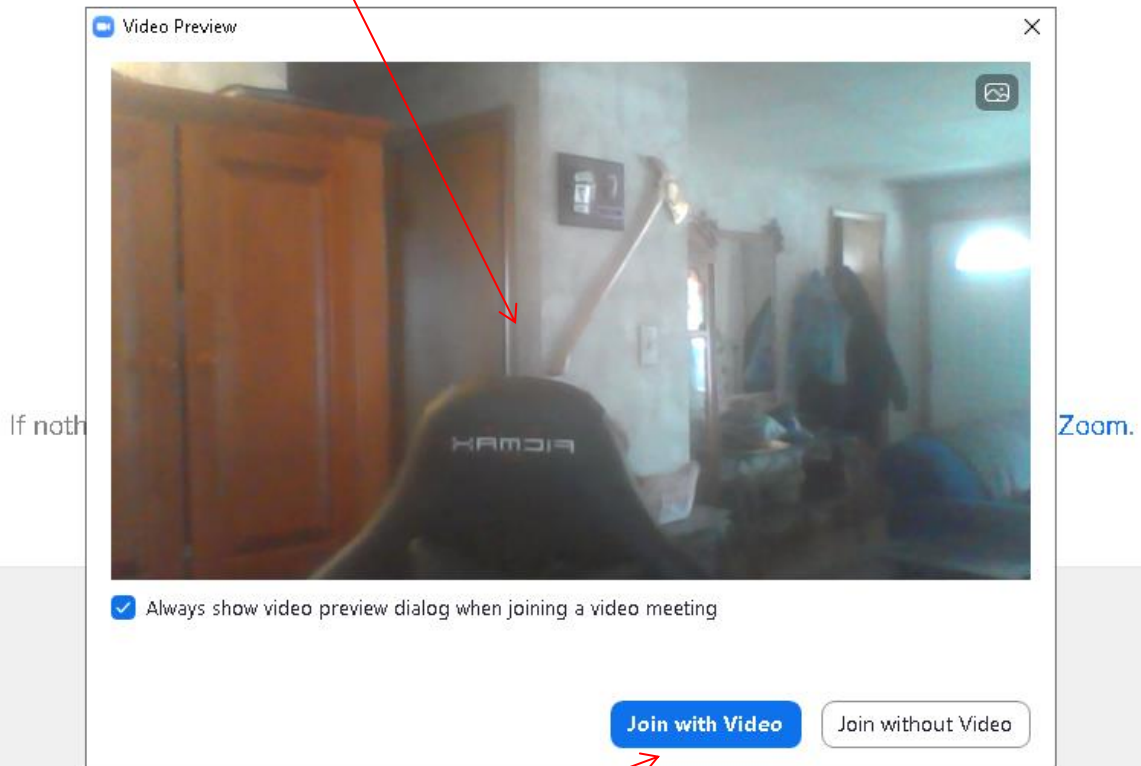 Video Preview
FICMAX
If noth
Zoom.
Always show video preview dialog when joining a video meeting
Join with Video
Join without Video